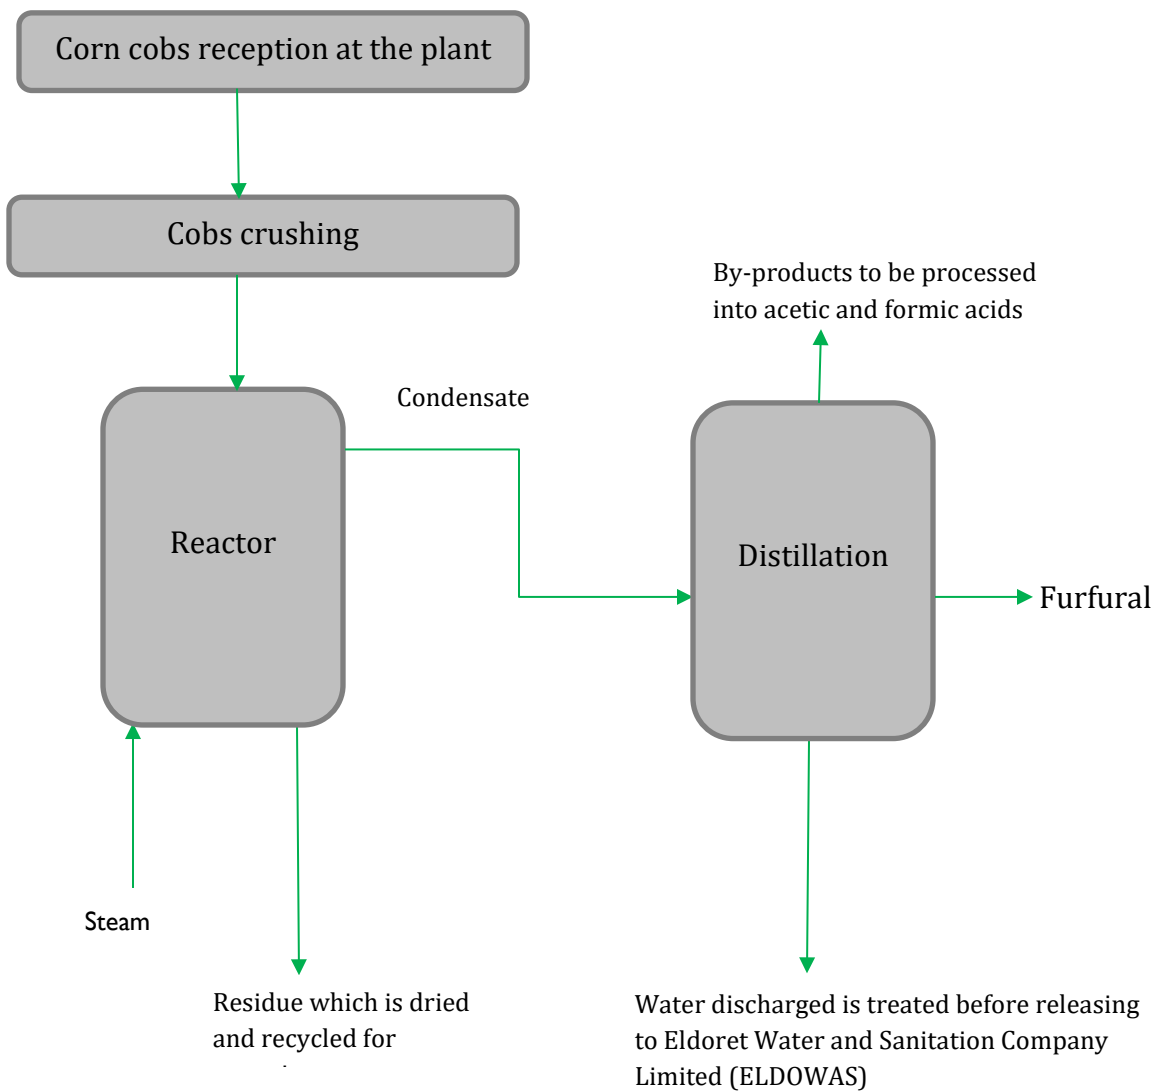 Corn cobs reception at the plant
Cobs crushing
By-products to be processed
into acetic and formic acids
Condensate
Reactor
Distillation
Furfural
Steam
Residue which is dried
and recycled for
Water discharged is treated before releasing
to Eldoret Water and Sanitation Company
Limited (ELDOWAS)